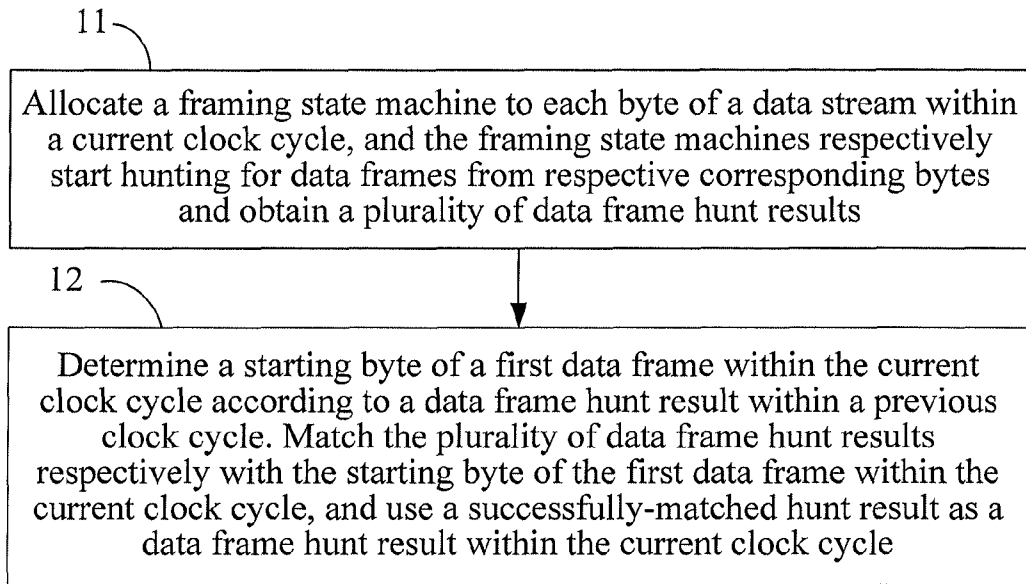 11
Allocate a framing state machine to each byte of a data stream within
a current clock cycle, and the framing state machines respectively
start hunting for data frames from respective corresponding bytes
and obtain a plurality of data frame hunt results
12
Determine a starting byte of a first data frame within the current
clock cycle according to a data frame hunt result within a previous
clock cycle. Match the plurality of data frame hunt results
respectively with the starting byte of the first data frame within the
current clock cycle, and use a successfully-matched hunt result as a
data frame hunt result within the current clock cycle